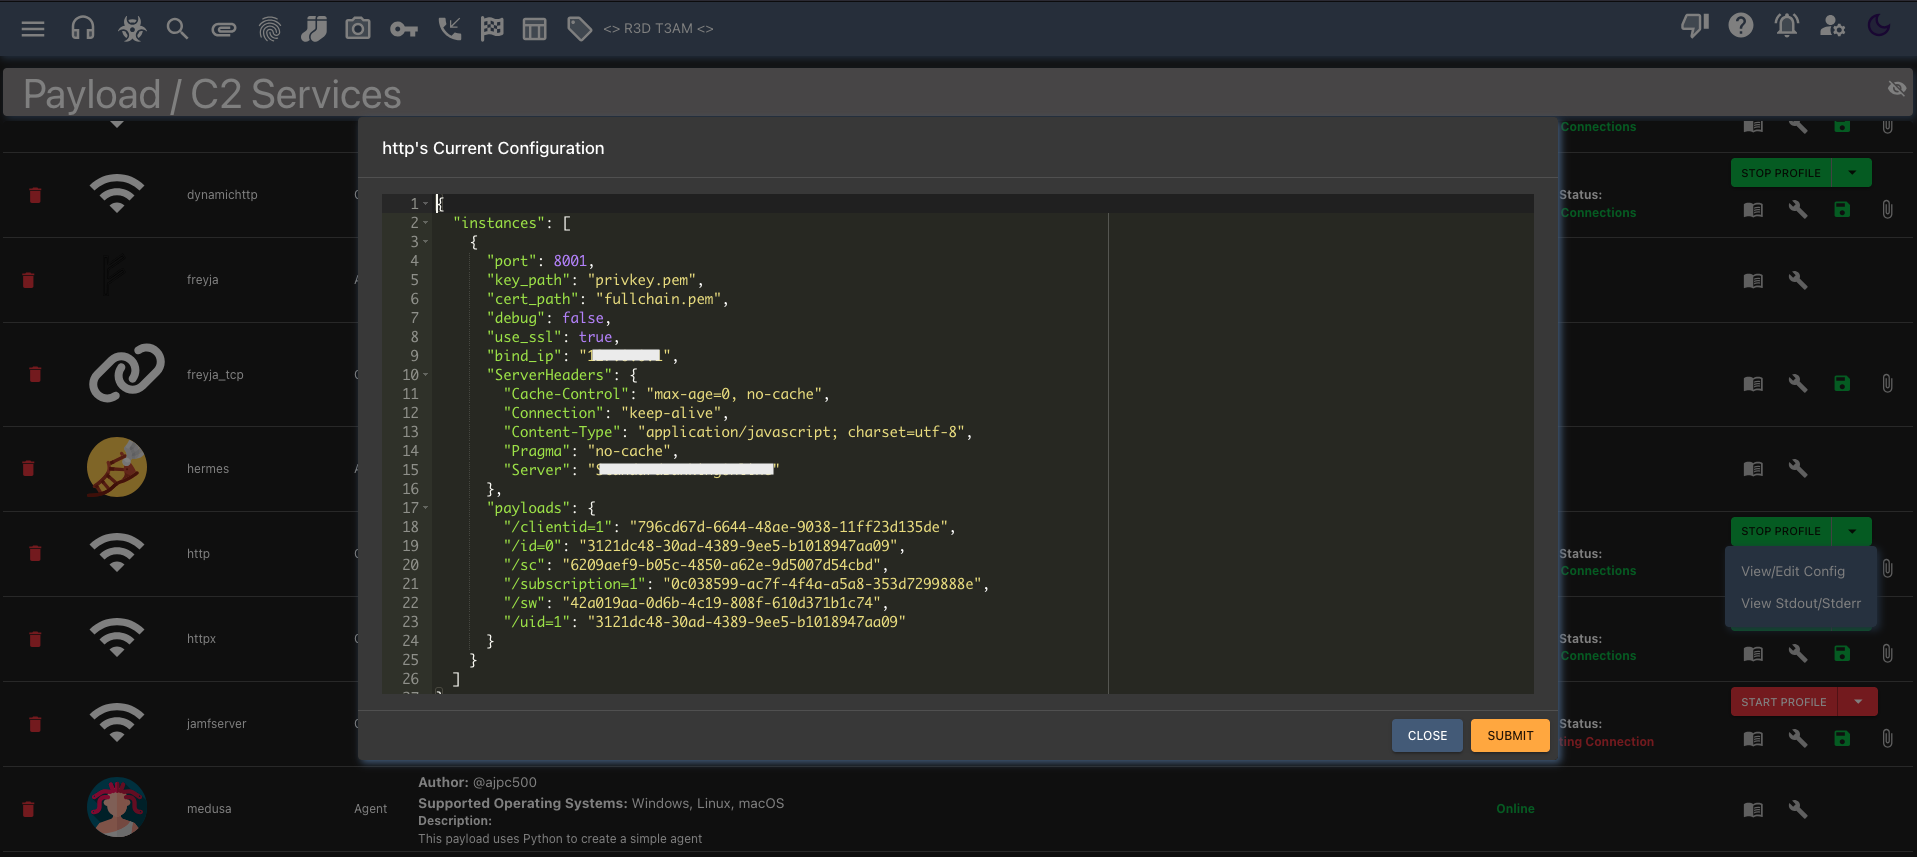 <> R3D T3AM <>
Payload / C2 Services
http's Current Configuration
1 {
2 "instances": [
3 {
4 "port": 8001,
5 "key_path": "privkey.pem",
6 "cert_path": "fullchain.pem",
7 "debug": false,
8 "use_ssl": true,
9 "bind_ip": "",
10 "ServerHeaders": {
11 "Cache-Control": "max-age=0, no-cache",
12 "Connection": "keep-alive",
13 "Content-Type": "application/javascript; charset=utf-8",
14 "Pragma": "no-cache",
15 "Server": ""
16 },
17 "payloads": {
18 "/clientid=1": "796cd67d-6644-48ae-9038-11ff23d135de",
19 "/id=0": "3121dc48-30ad-4389-9ee5-b1018947aa09",
20 "/sc": "6209aef9-b05c-4850-a62e-9d5007d54cbd",
21 "/subscription=1": "0c038599-ac7f-4f4a-a5a8-353d7299888e",
22 "/sw": "42a019aa-0d6b-4c19-808f-610d371b1c74",
23 "/uid=1": "3121dc48-30ad-4389-9ee5-b1018947aa09"
24 }
25 }
26 ]
CLOSE SUBMIT
Connections
dynamichttp
STOP PROFILE
Status:
Connections
freyja
freyja_tcp
hermes
http
STOP PROFILE
Status:
Connections
View/Edit Config
View Stdout/Stderr
httpx
Status:
Connections
jamfserver
START PROFILE
Status:
ting Connection
medusa
Agent
Author: @ajpc500
Supported Operating Systems: Windows, Linux, macOS
Description:
This payload uses Python to create a simple agent
Online